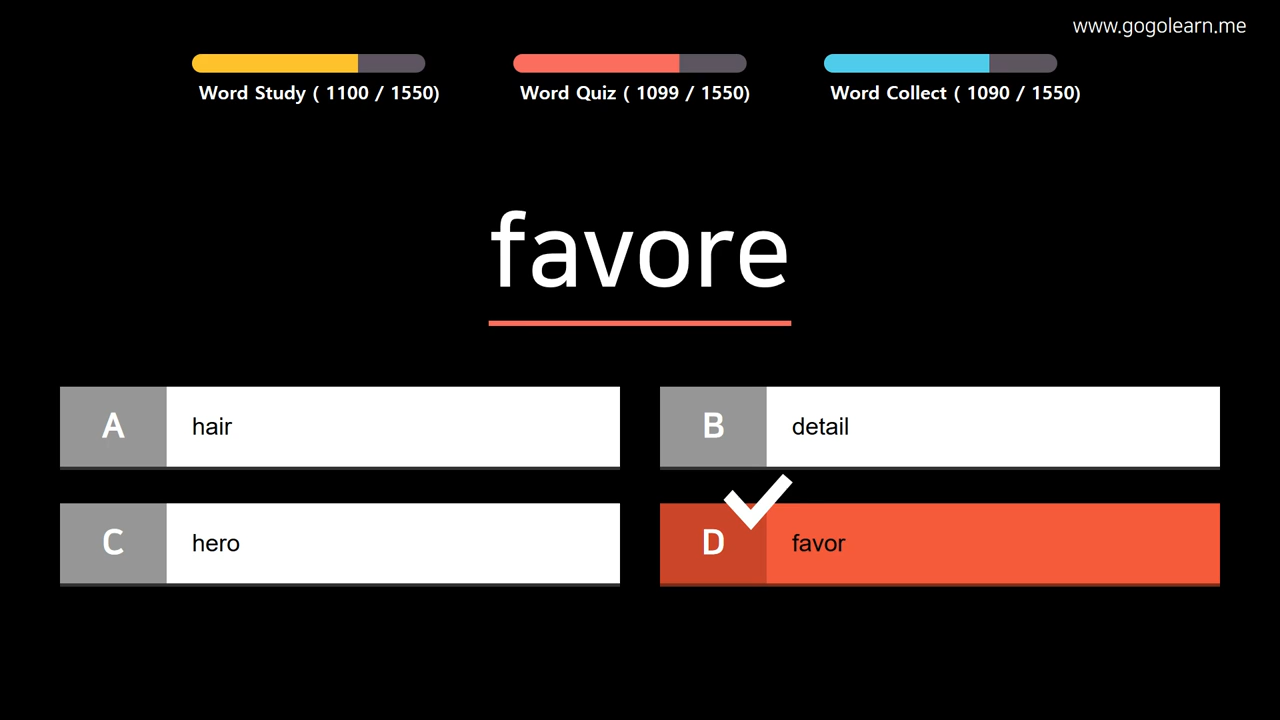 www.gogolearn.me
Word Study ( 1100 / 1550)
Word Quiz ( 1099 / 1550)
Word Collect ( 1090 / 1550)
favore
A hair
B detail
C hero
D favor